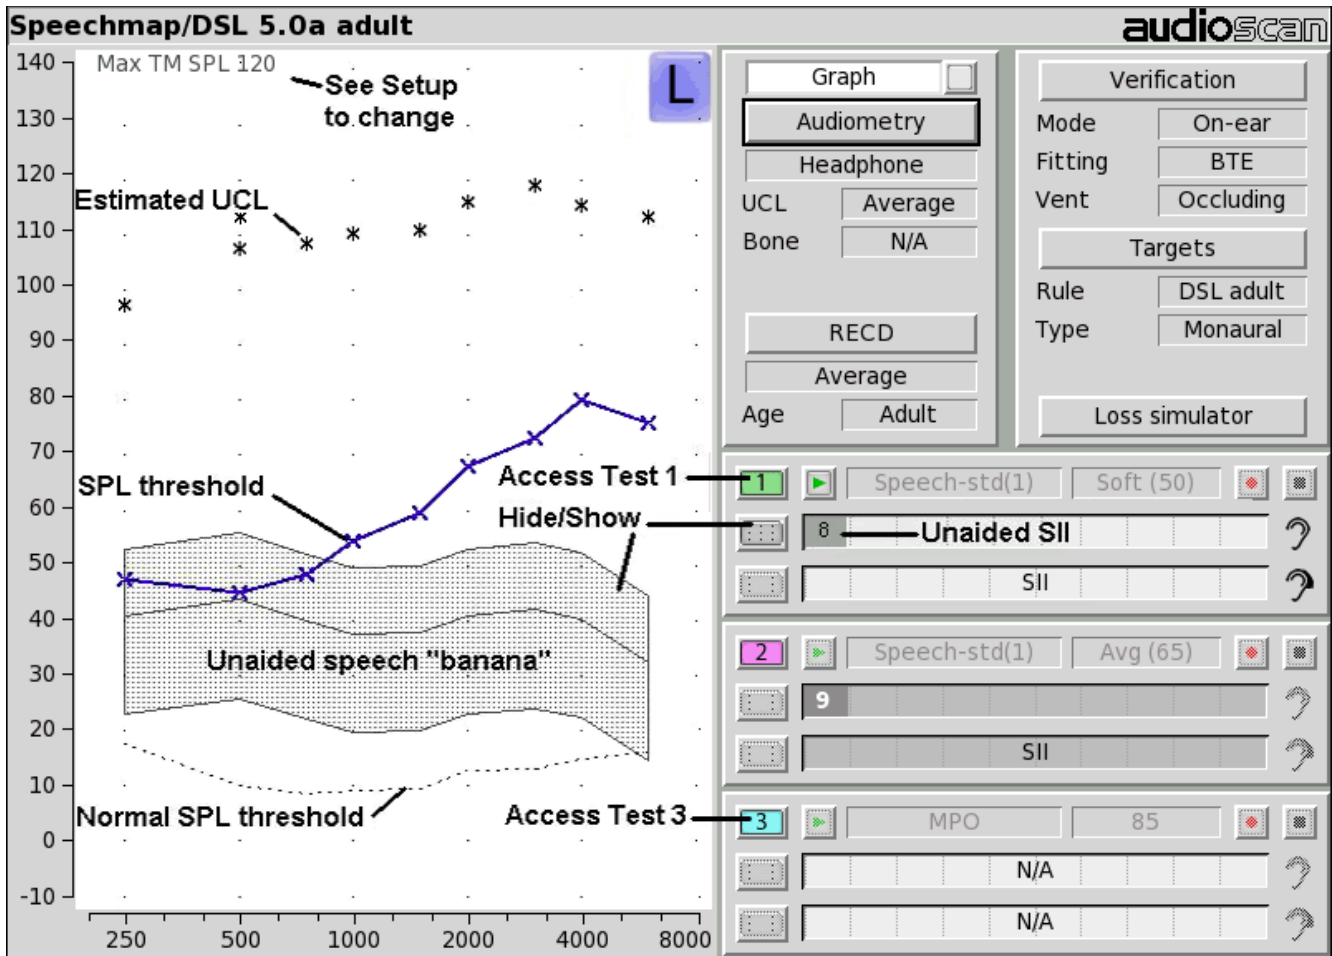 Speechmap/DSL 5.0a adult
audioscan
140
130
120
110
100
90
80
70
60
50
40
30
20
10
0
-10
250
500
1000
2000
4000
8000
Max TM SPL 120
See Setup
to change
L
Estimated UCL
SPL threshold
Unaided speech "banana"
Normal SPL threshold
Graph
Audiometry
Headphone
UCL Average
Bone N/A
RECD
Average
Age Adult
Verification
Mode On-ear
Fitting BTE
Vent Occluding
Targets
Rule DSL adult
Type Monaural
Loss simulator
Access Test 1
1 Speech-std(1) Soft (50)
Hide/Show
8 Unaided SII
SII
2 Speech-std(1) Avg (65)
9
SII
Access Test 3
3 MPO 85
N/A
N/A